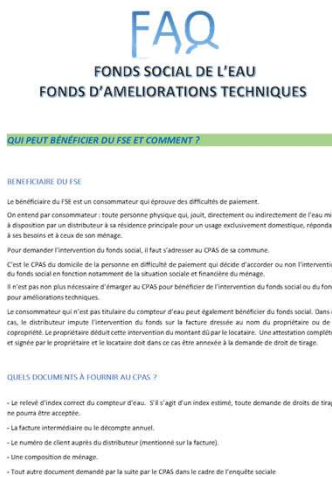 FAQ
FONDS SOCIAL DE L'EAU
FONDS D'AMELIORATIONS TECHNIQUES
QUI PEUT BÉNÉFICIER DU FSE ET COMMENT ?
BENEFICIAIRE DU FSE
Le bénéficiaire du FSE est un consommateur qui éprouve des difficultés de paiement.
On entend par consommateur : toute personne physique qui, jouit, directement ou indirectement de l'eau mi
à disposition par un distributeur à sa résidence principale pour un usage exclusivement domestique, réponda
à ses besoins et à ceux de son ménage.
Pour demander l'intervention du fonds social, il faut s'adresser au CPAS de sa commune.
C'est le CPAS du domicile de la personne en difficulté de paiement qui décide d'accorder ou non l'interventi
du fonds social en fonction notamment de la situation sociale et financière du ménage.
Il n'est pas non plus nécessaire d'émarger au CPAS pour bénéficier de l'intervention du fonds social ou du fon
pour améliorations techniques.
Le consommateur qui n'est pas titulaire du compteur d'eau peut également bénéficier du fonds social. Dans
cas, le distributeur impute l'intervention du fonds sur la facture dressée au nom du propriétaire ou de
copropriété. Le propriétaire déduit cette intervention du montant dû par le locataire. Une attestation complét
et signée par le propriétaire et le locataire doit dans ce cas être annexée à la demande de droit de tirage.
QUELS DOCUMENTS À FOURNIR AU CPAS ?
- Le relevé d'index correct du compteur d'eau. S'il s'agit d'un index estimé, toute demande de droits de tirag
ne pourra être acceptée.
- La facture intermédiaire ou le décompte annuel.
- Le numéro de client auprès du distributeur (mentionné sur la facture).
- Une composition de ménage.
- Tout autre document demandé par la suite par le CPAS dans le cadre de l'enquête sociale